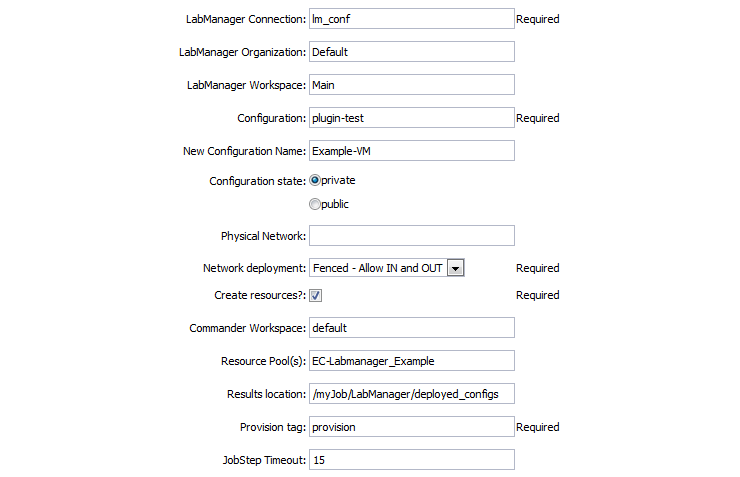 LabManager Connection: lm_conf Required
LabManager Organization: Default
LabManager Workspace: Main
Configuration: plugin-test Required
New Configuration Name: Example-VM
Configuration state: private
public
Physical Network:
Network deployment: Fenced - Allow IN and OUT Required
Create resources?: Required
Commander Workspace: default
Resource Pool(s): EC-Labmanager_Example
Results location: /myJob/LabManager/deployed_configs
Provision tag: provision Required
JobStep Timeout: 15